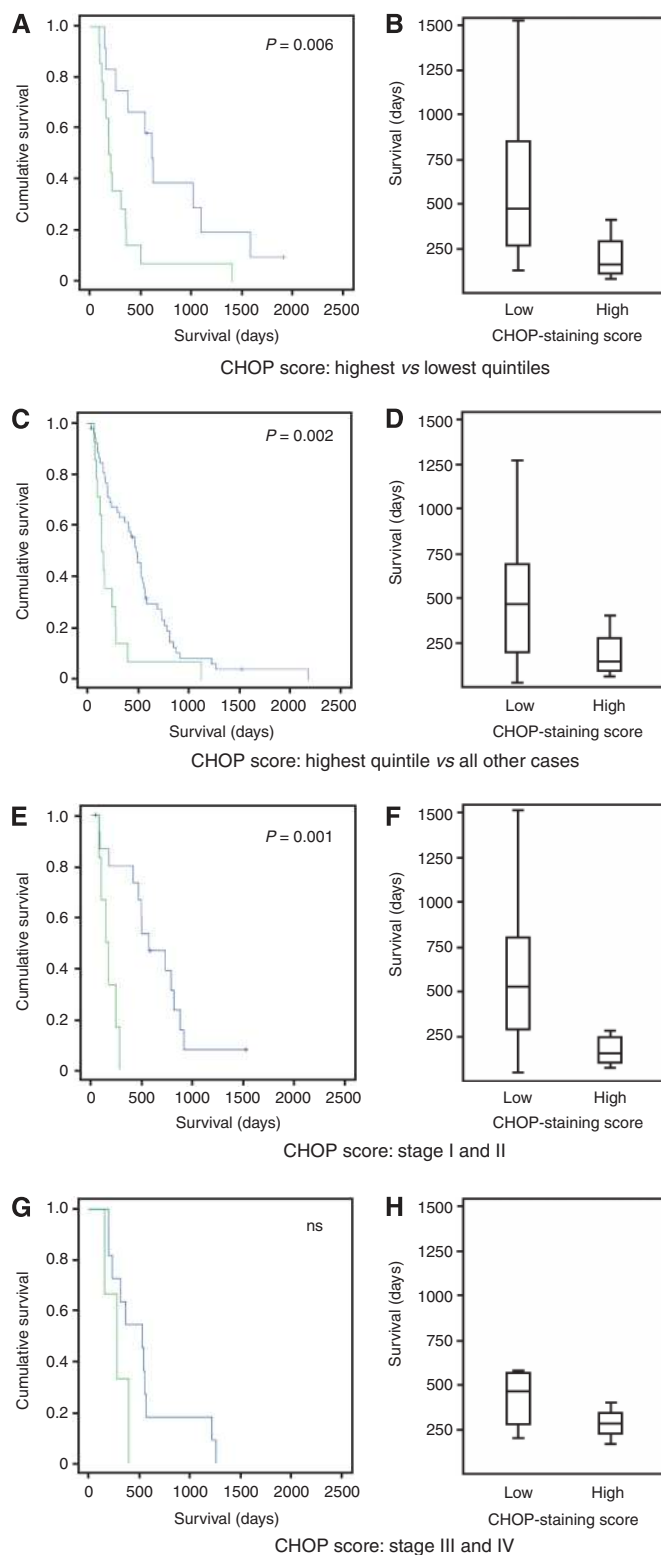 A
1.0
0.8
0.6
0.4
0.2
0
Cumulative survival
P = 0.006
0 500 1000 1500 2000 2500
Survival (days)
B
1500
1250
1000
750
500
250
Survival (days)
Low High
CHOP-staining score
CHOP score: highest vs lowest quintiles
C
1.0
0.8
0.6
0.4
0.2
0
Cumulative survival
P = 0.002
0 500 1000 1500 2000 2500
Survival (days)
D
1500
1250
1000
750
500
250
Survival (days)
Low High
CHOP-staining score
CHOP score: highest quintile vs all other cases
E
1.0
0.8
0.6
0.4
0.2
0
Cumulative survival
P = 0.001
0 500 1000 1500 2000 2500
Survival (days)
F
1500
1250
1000
750
500
250
Survival (days)
Low High
CHOP-staining score
CHOP score: stage I and II
G
1.0
0.8
0.6
0.4
0.2
0
Cumulative survival
ns
0 500 1000 1500 2000 2500
Survival (days)
H
1500
1250
1000
750
500
250
Survival (days)
Low High
CHOP-staining score
CHOP score: stage III and IV